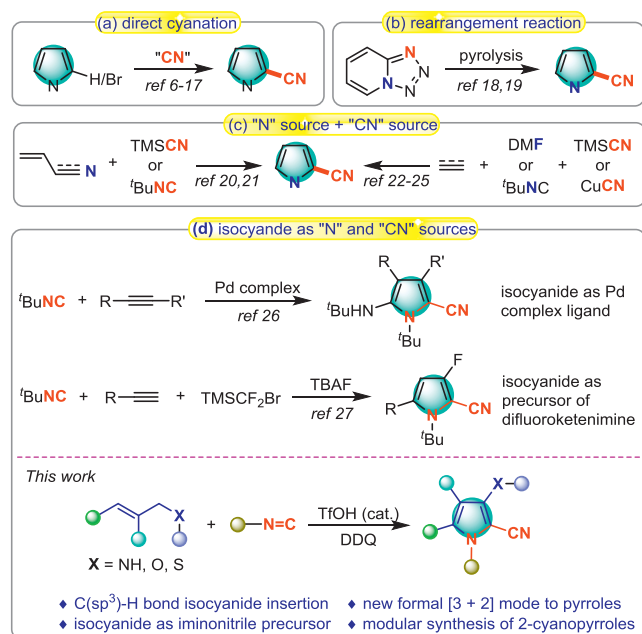 (a) direct cyanation
(b) rearrangement reaction
N
H/Br
"CN"
ref 6-17
N
CN
N
N
N
N
pyrolysis
ref 18,19
N
CN
(c) "N" source + "CN" source
N
+
TMSCN
or
ᵗBuNC
ref 20,21
N
CN
ref 22-25
+
DMF
or
ᵗBuNC
+
TMSCN
or
CuCN
(d) isocyande as "N" and "CN" sources
ᵗBuNC + R R'
Pd complex
ref 26
R R'
ᵗBuHN N CN
ᵗBu
isocyanide as Pd
complex ligand
ᵗBuNC + R + TMSCF₂Br
TBAF
ref 27
F
R N CN
ᵗBu
isocyanide as
precursor of
difluoroketenimine
This work
X
X = NH, O, S
+
N=C
TfOH (cat.)
DDQ
X
N CN
♦ C(sp³)-H bond isocyanide insertion ♦ new formal [3 + 2] mode to pyrroles
♦ isocyanide as iminonitrile precursor ♦ modular synthesis of 2-cyanopyrroles